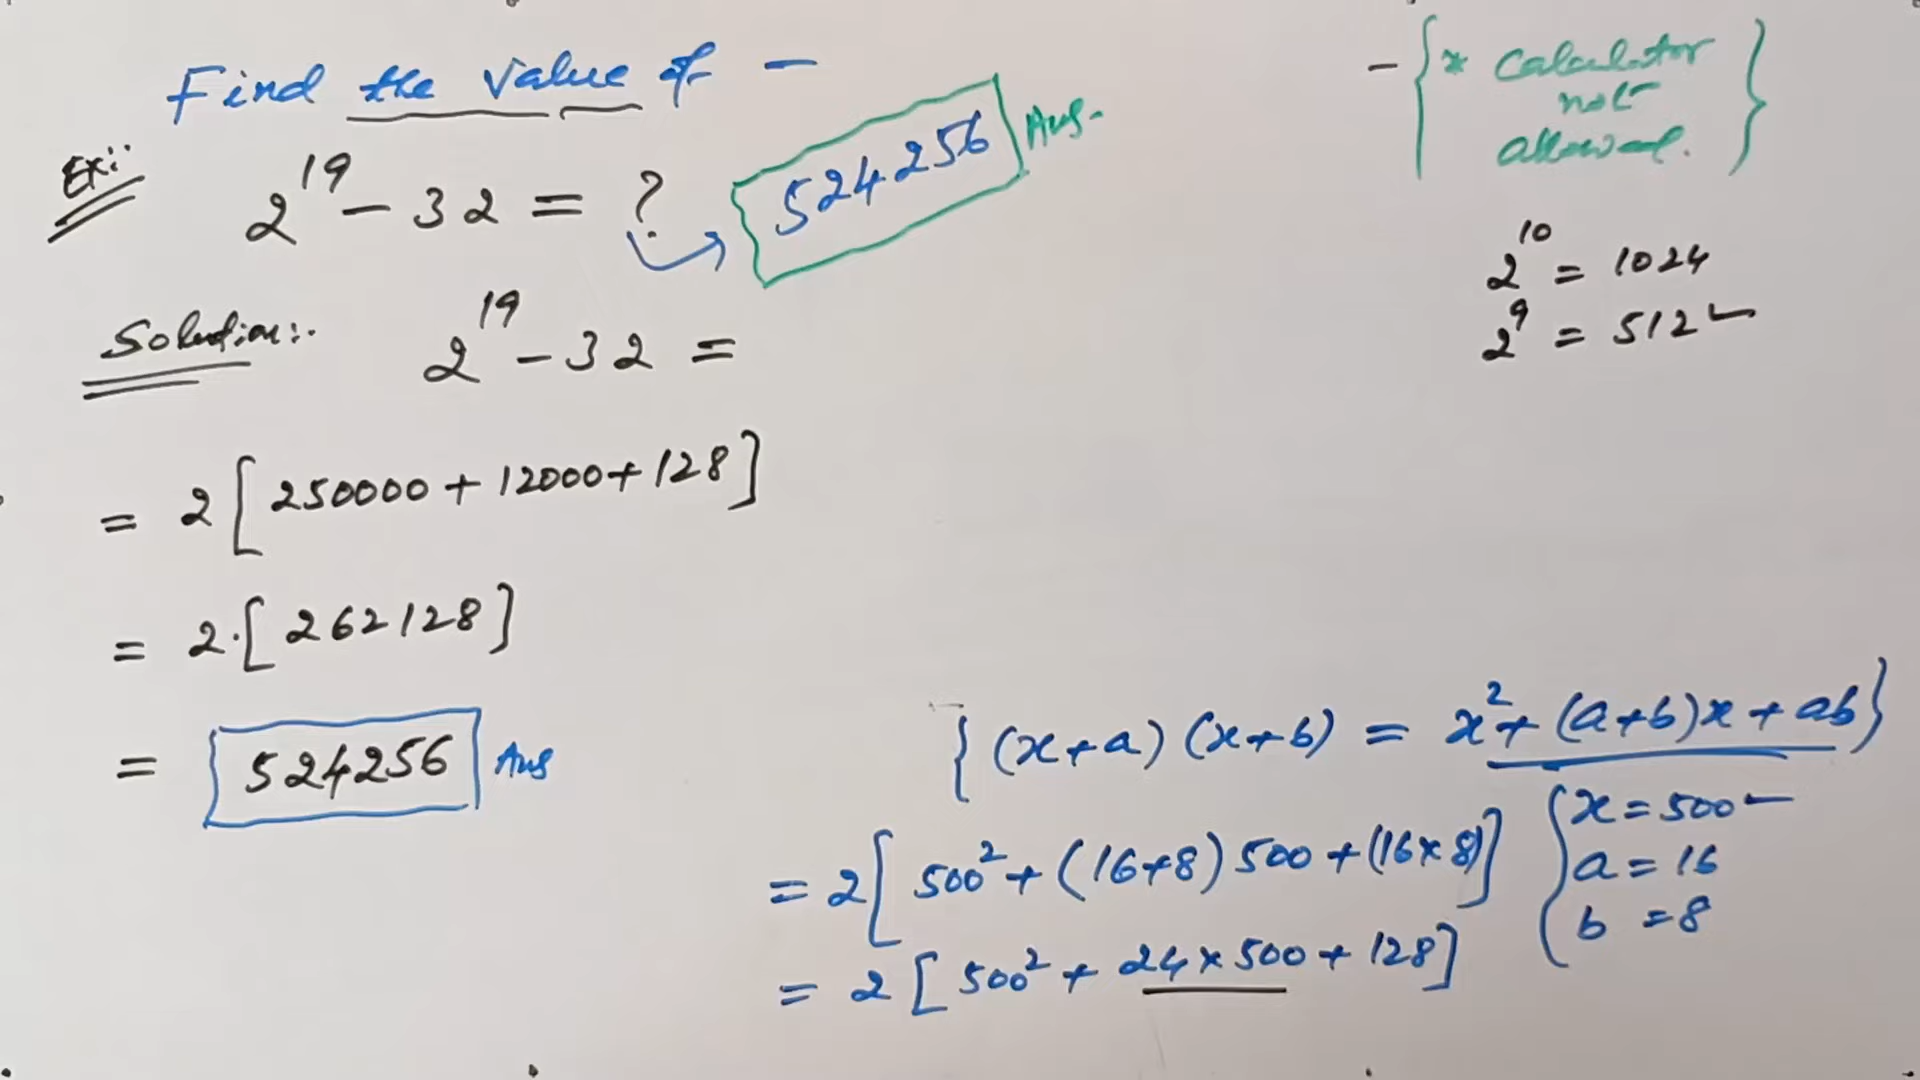 Find the value of -
- { * Calculator not allowed. }
Ex:
2^19 - 32 = ?
524256 Ans.
2^10 = 1024
2^9 = 512
Solution:
2^19 - 32 =
= 2 [250000 + 12000 + 128]
= 2·[262128]
= 524256 Ans
{(x+a) (x+b) = x^2 + (a+b)x + ab}
= 2 [500^2 + (16+8) 500 + (16×8)]
= 2 [500^2 + 24×500 + 128]
x = 500
a = 16
b = 8